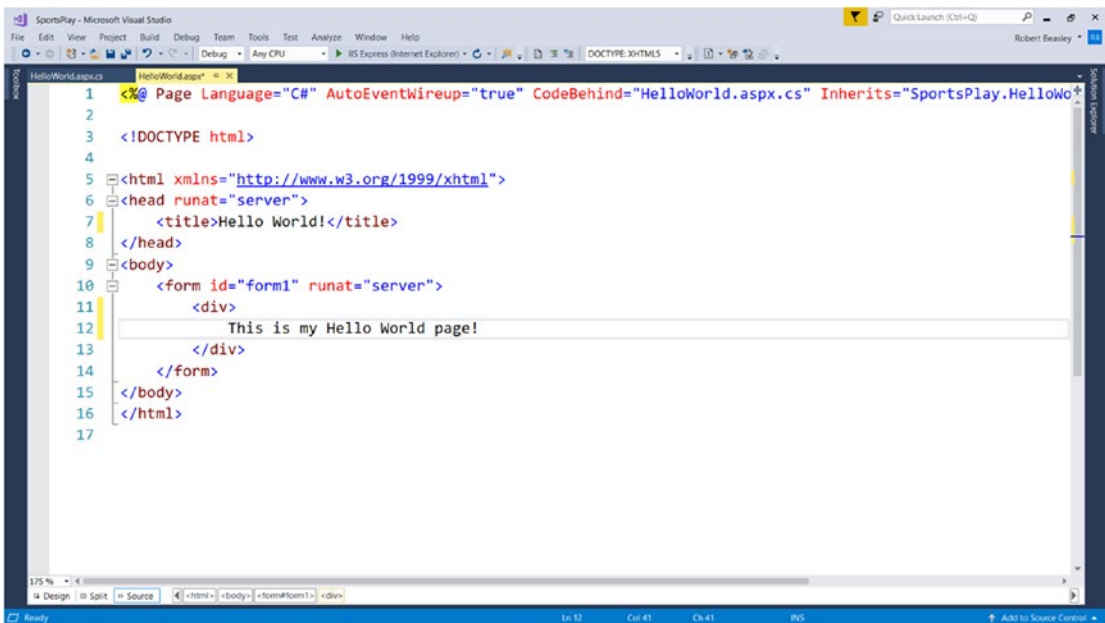 SportsPlay - Microsoft Visual Studio
Quick Launch (Ctrl+Q)
File Edit View Project Build Debug Team Tools Test Analyze Window Help
Robert Beasley
RB
Debug Any CPU IIS Express (Internet Explorer) DOCTYPE: XHTML5
Toolbox
HelloWorld.aspx.cs HelloWorld.aspx*
Solution Explorer
1 <%@ Page Language="C#" AutoEventWireup="true" CodeBehind="HelloWorld.aspx.cs" Inherits="SportsPlay.HelloWo
2
3 <!DOCTYPE html>
4
5 <html xmlns="http://www.w3.org/1999/xhtml">
6 <head runat="server">
7 <title>Hello World!</title>
8 </head>
9 <body>
10 <form id="form1" runat="server">
11 <div>
12 This is my Hello World page!
13 </div>
14 </form>
15 </body>
16 </html>
17
175 %
Design Split Source <html> <body> <form#form1> <div>
Ready Ln 12 Col 41 Ch 41 INS Add to Source Control